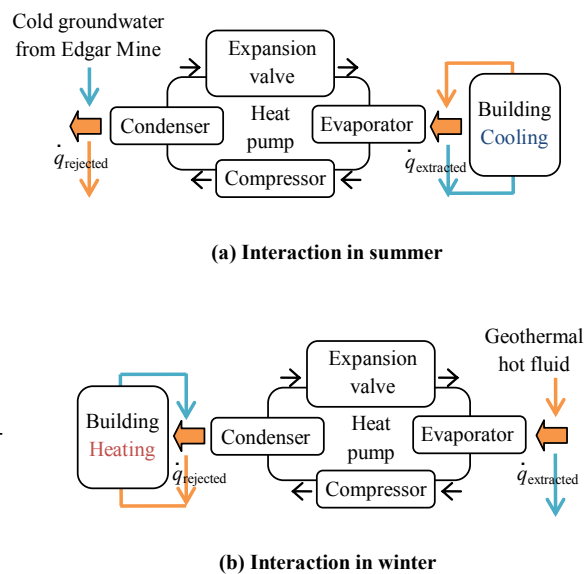 Cold groundwater
from Edgar Mine
Expansion
valve
Condenser
Heat
pump
Evaporator
Building
Cooling
q̇rejected
q̇extracted
Compressor
(a) Interaction in summer
Geothermal
hot fluid
Expansion
valve
Building
Heating
Condenser
Heat
pump
Evaporator
q̇rejected
q̇extracted
Compressor
(b) Interaction in winter